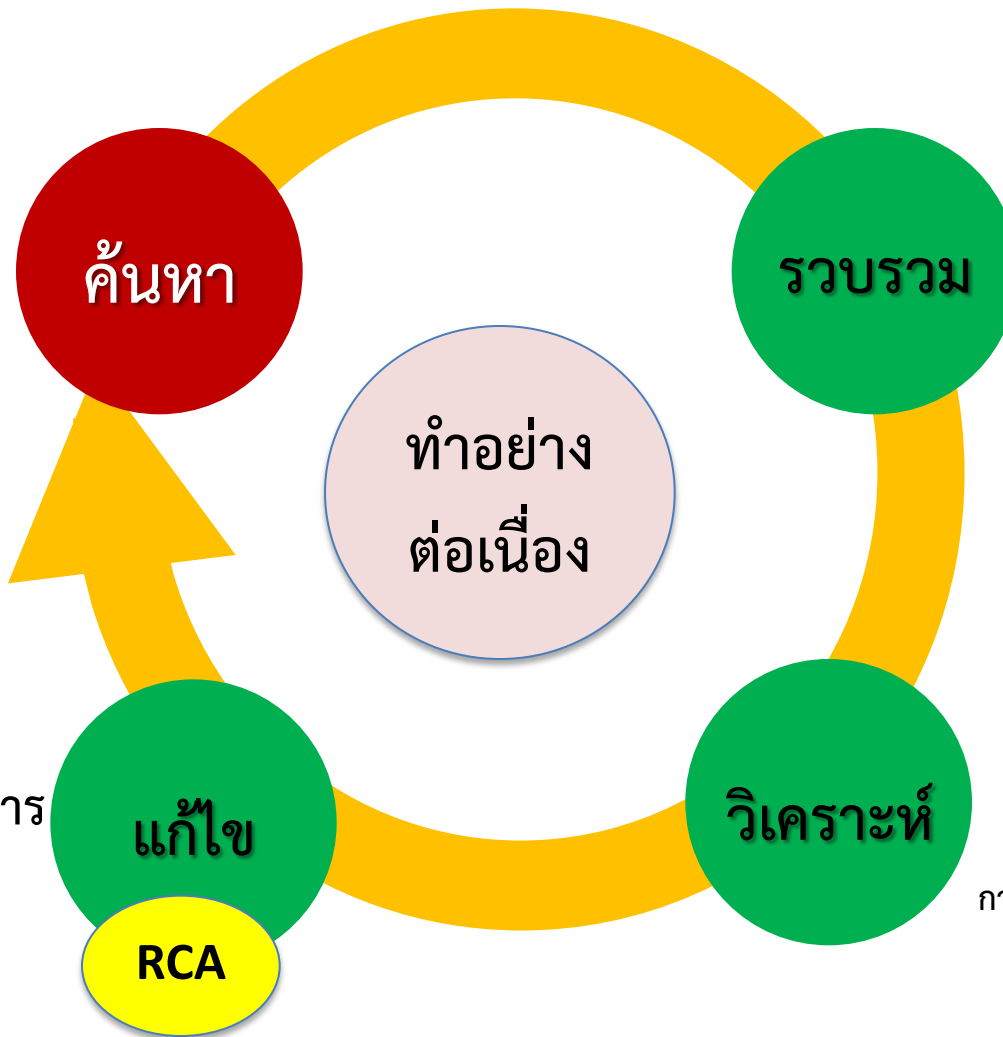 ค้นหา
รวบรวม
ทำอย่าง
ต่อเนื่อง
วิเคราะห์
แก้ไข
RCA